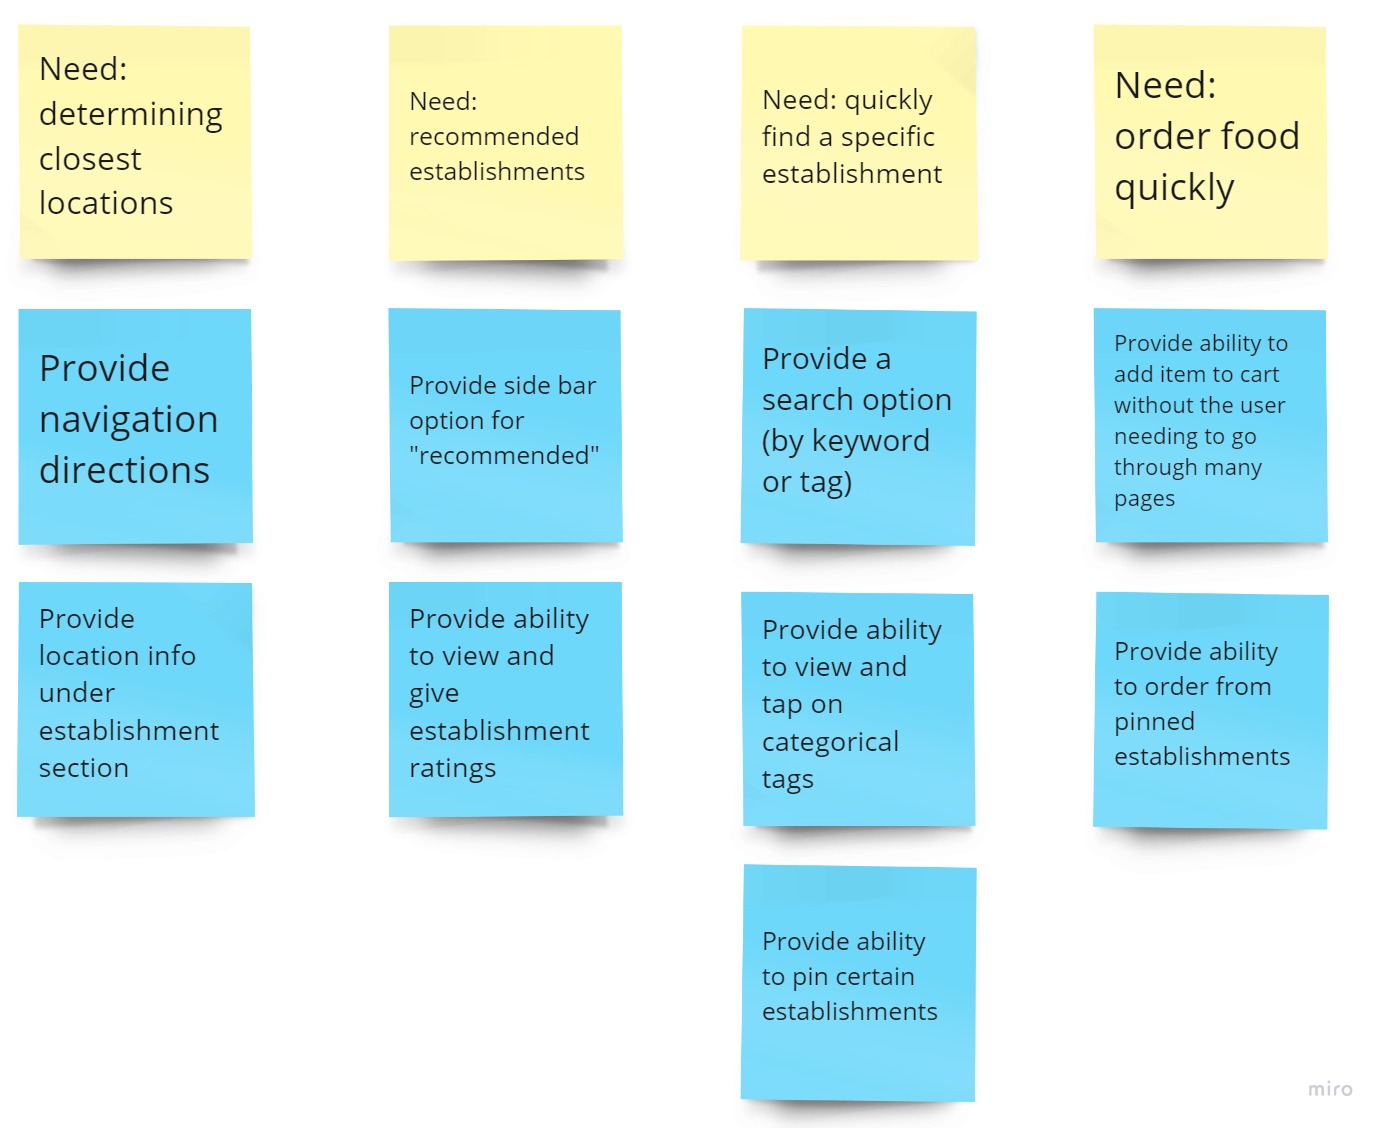 Need:
determining
closest
locations
Need:
recommended
establishments
Need: quickly
find a specific
establishment
Need:
order food
quickly
Provide
navigation
directions
Provide side bar
option for
"recommended"
Provide a
search option
(by keyword
or tag)
Provide ability to
add item to cart
without the user
needing to go
through many
pages
Provide
location info
under
establishment
section
Provide ability
to view and
give
establishment
ratings
Provide ability
to view and
tap on
categorical
tags
Provide ability
to order from
pinned
establishments
Provide ability
to pin certain
establishments
miro